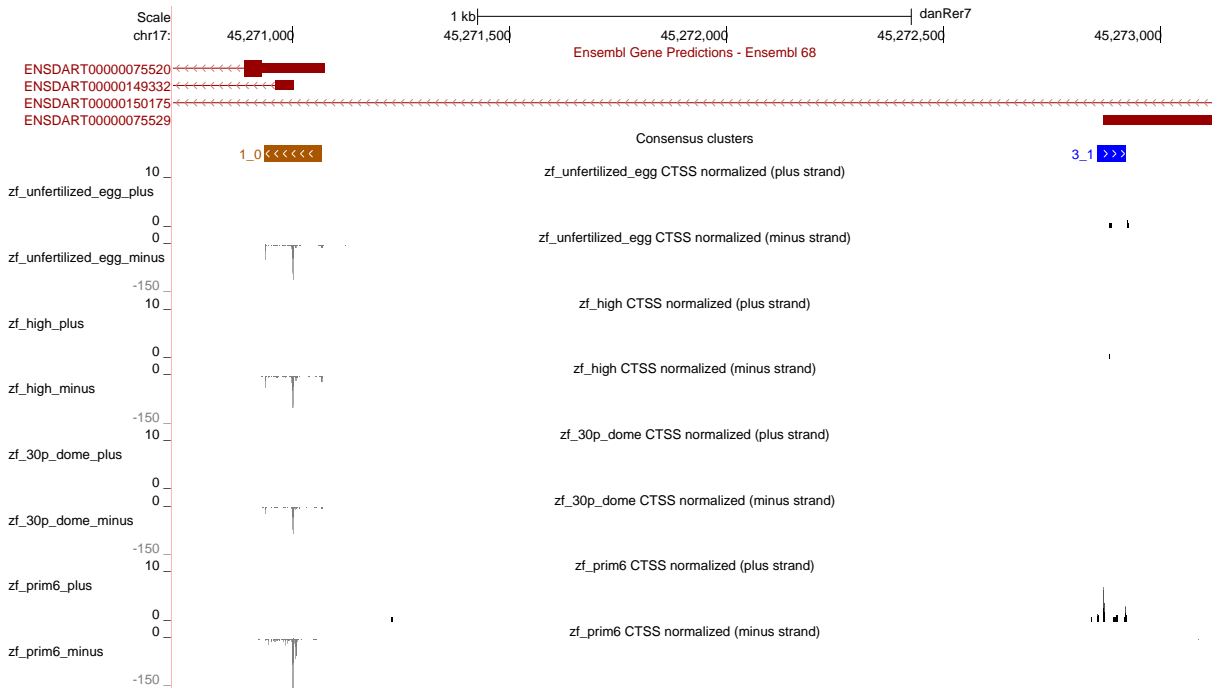 Scale 1 kb danRer7
chr17: 45,271,000 45,271,500 45,272,000 45,272,500 45,273,000
Ensembl Gene Predictions - Ensembl 68
ENSDART00000075520
ENSDART00000149332
ENSDART00000150175
ENSDART00000075529
Consensus clusters
1_0 3_1
zf_unfertilized_egg CTSS normalized (plus strand)
10
zf_unfertilized_egg_plus
0
zf_unfertilized_egg CTSS normalized (minus strand)
0
zf_unfertilized_egg_minus
-150
zf_high CTSS normalized (plus strand)
10
zf_high_plus
0
zf_high CTSS normalized (minus strand)
0
zf_high_minus
-150
zf_30p_dome CTSS normalized (plus strand)
10
zf_30p_dome_plus
0
zf_30p_dome CTSS normalized (minus strand)
0
zf_30p_dome_minus
-150
zf_prim6 CTSS normalized (plus strand)
10
zf_prim6_plus
0
zf_prim6 CTSS normalized (minus strand)
0
zf_prim6_minus
-150